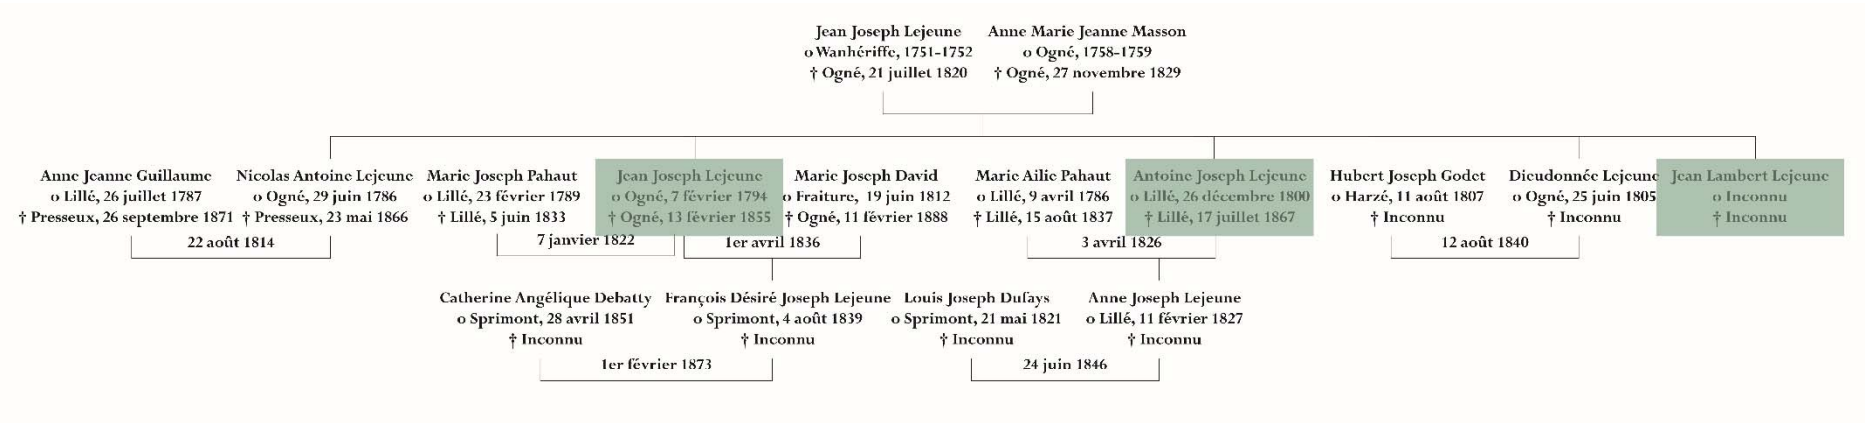 Jean Joseph Lejeune
o Wanhériffe, 1751-1752
† Ogné, 21 juillet 1820
Anne Marie Jeanne Masson
o Ogné, 1758-1759
† Ogné, 27 novembre 1829
Anne Jeanne Guillaume
o Lillé, 26 juillet 1787
† Presseux, 26 septembre 1871
Nicolas Antoine Lejeune
o Ogné, 29 juin 1786
† Presseux, 23 mai 1866
22 août 1814
Marie Joseph Pahaut
o Lillé, 23 février 1789
† Lillé, 5 juin 1833
7 janvier 1822
Jean Joseph Lejeune
o Ogné, 7 février 1794
† Ogné, 13 février 1855
1er avril 1836
Marie Joseph David
o Fraiture, 19 juin 1812
† Ogné, 11 février 1888
Marie Ailie Pahaut
o Lillé, 9 avril 1786
† Lillé, 15 août 1837
3 avril 1826
Antoine Joseph Lejeune
o Lillé, 26 décembre 1800
† Lillé, 17 juillet 1867
Hubert Joseph Godet
o Harzé, 11 août 1807
† Inconnu
12 août 1840
Dieudonnée Lejeune
o Ogné, 25 juin 1805
† Inconnu
Jean Lambert Lejeune
o Inconnu
† Inconnu
Catherine Angélique Debatty
o Sprimont, 28 avril 1851
† Inconnu
1er février 1873
François Désiré Joseph Lejeune
o Sprimont, 4 août 1839
† Inconnu
Louis Joseph Dufays
o Sprimont, 21 mai 1821
† Inconnu
24 juin 1846
Anne Joseph Lejeune
o Lillé, 11 février 1827
† Inconnu